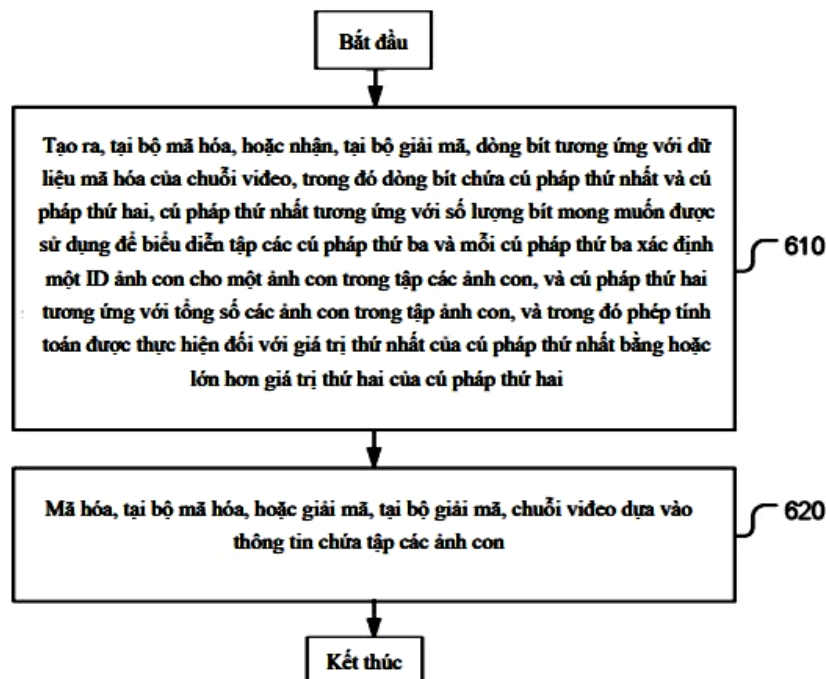 Bắt đầu
Tạo ra, tại bộ mã hóa, hoặc nhận, tại bộ giải mã, dòng bít tương ứng với dữ
liệu mã hóa của chuỗi video, trong đó dòng bít chứa cú pháp thứ nhất và cú
pháp thứ hai, cú pháp thứ nhất tương ứng với số lượng bít mong muốn được
sử dụng để biểu diễn tập các cú pháp thứ ba và mỗi cú pháp thứ ba xác định
một ID ảnh con cho một ảnh con trong tập các ảnh con, và cú pháp thứ hai
tương ứng với tổng số các ảnh con trong tập ảnh con, và trong đó phép tính
toán được thực hiện đối với giá trị thứ nhất của cú pháp thứ nhất bằng hoặc
lớn hơn giá trị thứ hai của cú pháp thứ hai
610
Mã hóa, tại bộ mã hóa, hoặc giải mã, tại bộ giải mã, chuỗi video dựa vào
thông tin chứa tập các ảnh con
620
Kết thúc